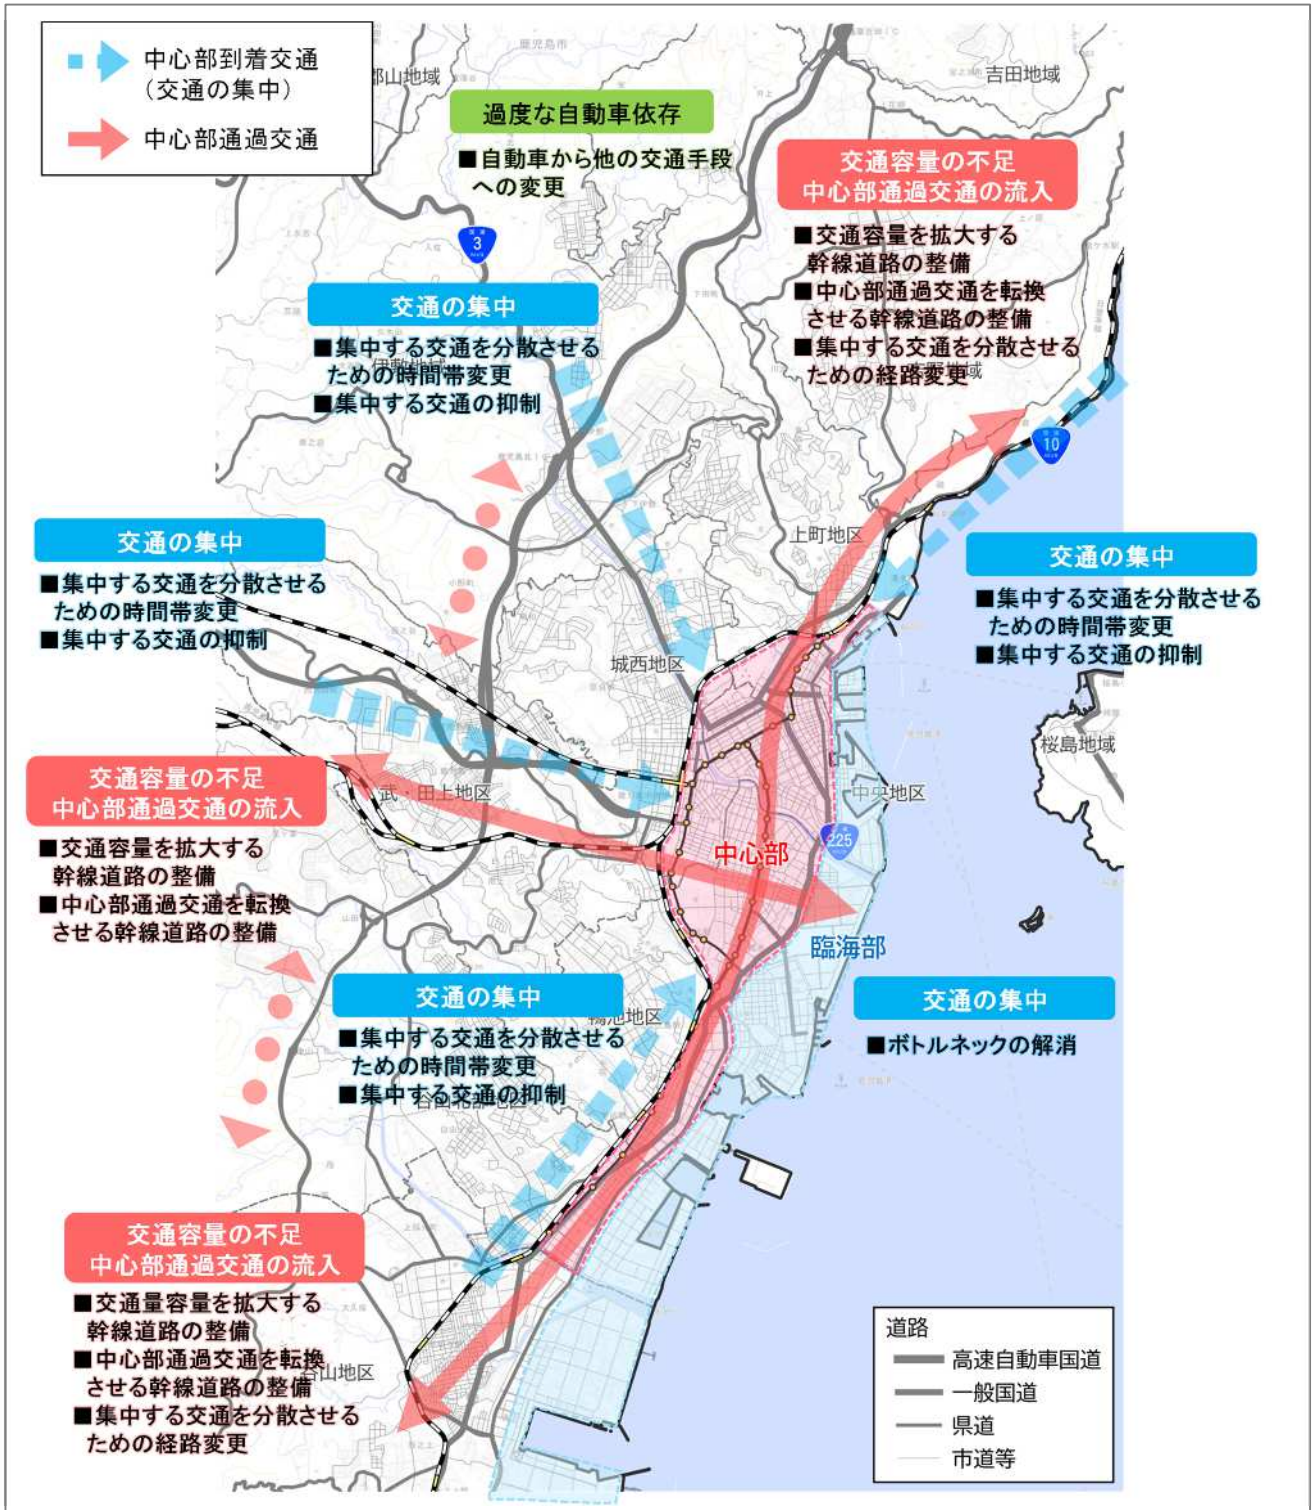 中心部到着交通
(交通の集中)
中心部通過交通
鹿児島市
郡山地域
吉田地域
過度な自動車依存
■自動車から他の交通手段
への変更
交通容量の不足
中心部通過交通の流入
■交通容量を拡大する
幹線道路の整備
■中心部通過交通を転換
させる幹線道路の整備
■集中する交通を分散させる
ための経路変更
3
交通の集中
■集中する交通を分散させる
ための時間帯変更
■集中する交通の抑制
伊敷地域
10
上町地区
交通の集中
■集中する交通を分散させる
ための時間帯変更
■集中する交通の抑制
交通の集中
■集中する交通を分散させる
ための時間帯変更
■集中する交通の抑制
城西地区
桜島地域
交通容量の不足
中心部通過交通の流入
■交通容量を拡大する
幹線道路の整備
■中心部通過交通を転換
させる幹線道路の整備
武・田上地区
中央地区
225
中心部
臨海部
交通の集中
■集中する交通を分散させる
ための時間帯変更
■集中する交通の抑制
鴨池地区
谷山北部地区
交通の集中
■ボトルネックの解消
交通容量の不足
中心部通過交通の流入
■交通量容量を拡大する
幹線道路の整備
■中心部通過交通を転換
させる幹線道路の整備
■集中する交通を分散させる
ための経路変更
谷山地区
道路
高速自動車国道
一般国道
県道
市道等